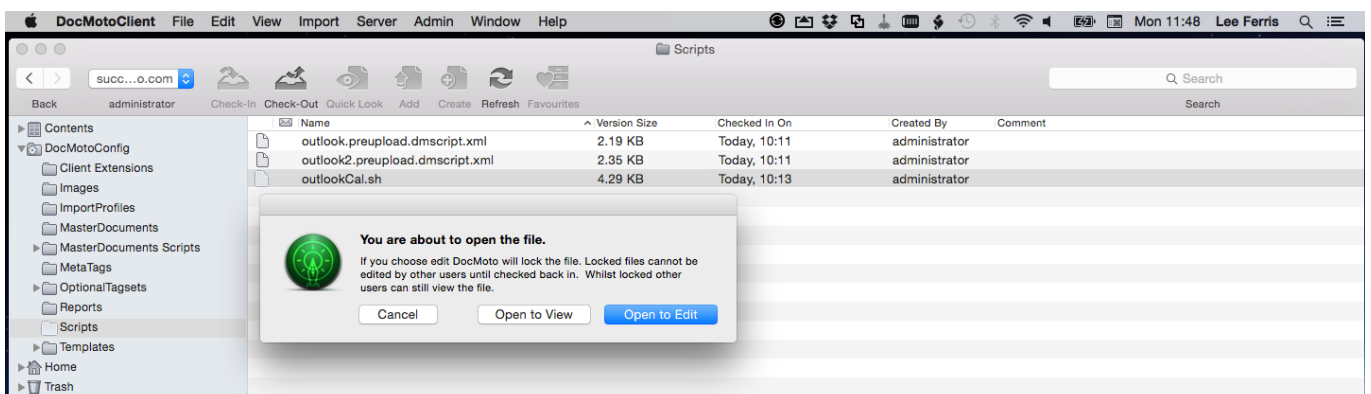 DocMotoClient File Edit View Import Server Admin Window Help Mon 11:48 Lee Ferris
Scripts
succ...o.com Search
Back administrator Check-In Check-Out Quick Look Add Create Refresh Favourites Search
Name Version Size Checked In On Created By Comment
Contents
outlook.preupload.dmscript.xml 2.19 KB Today, 10:11 administrator
DocMotoConfig
outlook2.preupload.dmscript.xml 2.35 KB Today, 10:11 administrator
Client Extensions
outlookCal.sh 4.29 KB Today, 10:13 administrator
Images
ImportProfiles
MasterDocuments
MasterDocuments Scripts
MetaTags
OptionalTagsets
Reports
Scripts
Templates
Home
Trash
You are about to open the file.
If you choose edit DocMoto will lock the file. Locked files cannot be
edited by other users until checked back in. Whilst locked other
users can still view the file.
Cancel Open to View Open to Edit